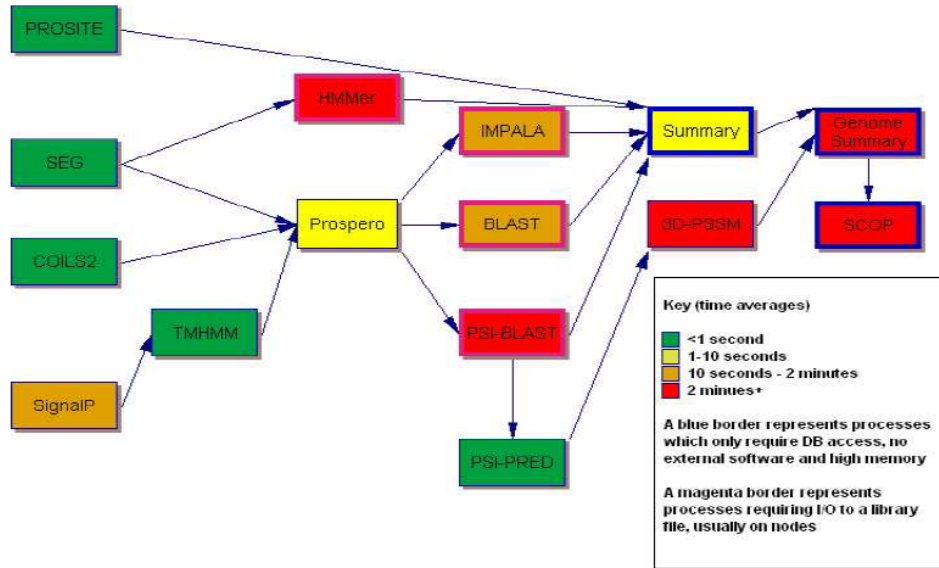 PROSITE
HMMer
IMPALA
Summary
Genome
Summary
SEG
Prospero
BLAST
3D-PSSM
SCOP
COILS2
TMHMM
PSI-BLAST
SignalP
PSI-PRED
Key (time averages)
<1 second
1-10 seconds
10 seconds - 2 minutes
2 minues+
A blue border represents processes
which only require DB access, no
external software and high memory
A magenta border represents
processes requiring I/O to a library
file, usually on nodes